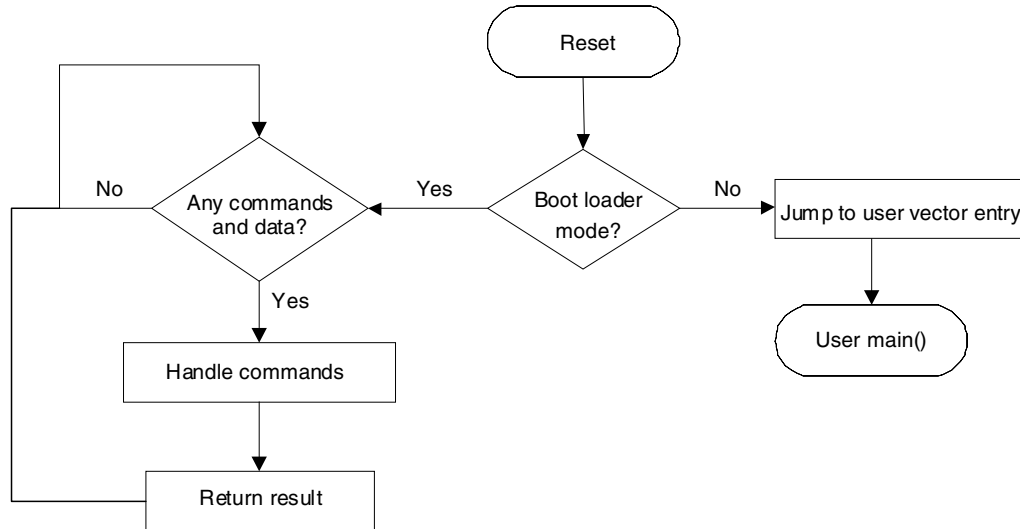 Reset
Boot loader
mode?
Yes
No
Any commands
and data?
No
Yes
Jump to user vector entry
User main()
Handle commands
Return result